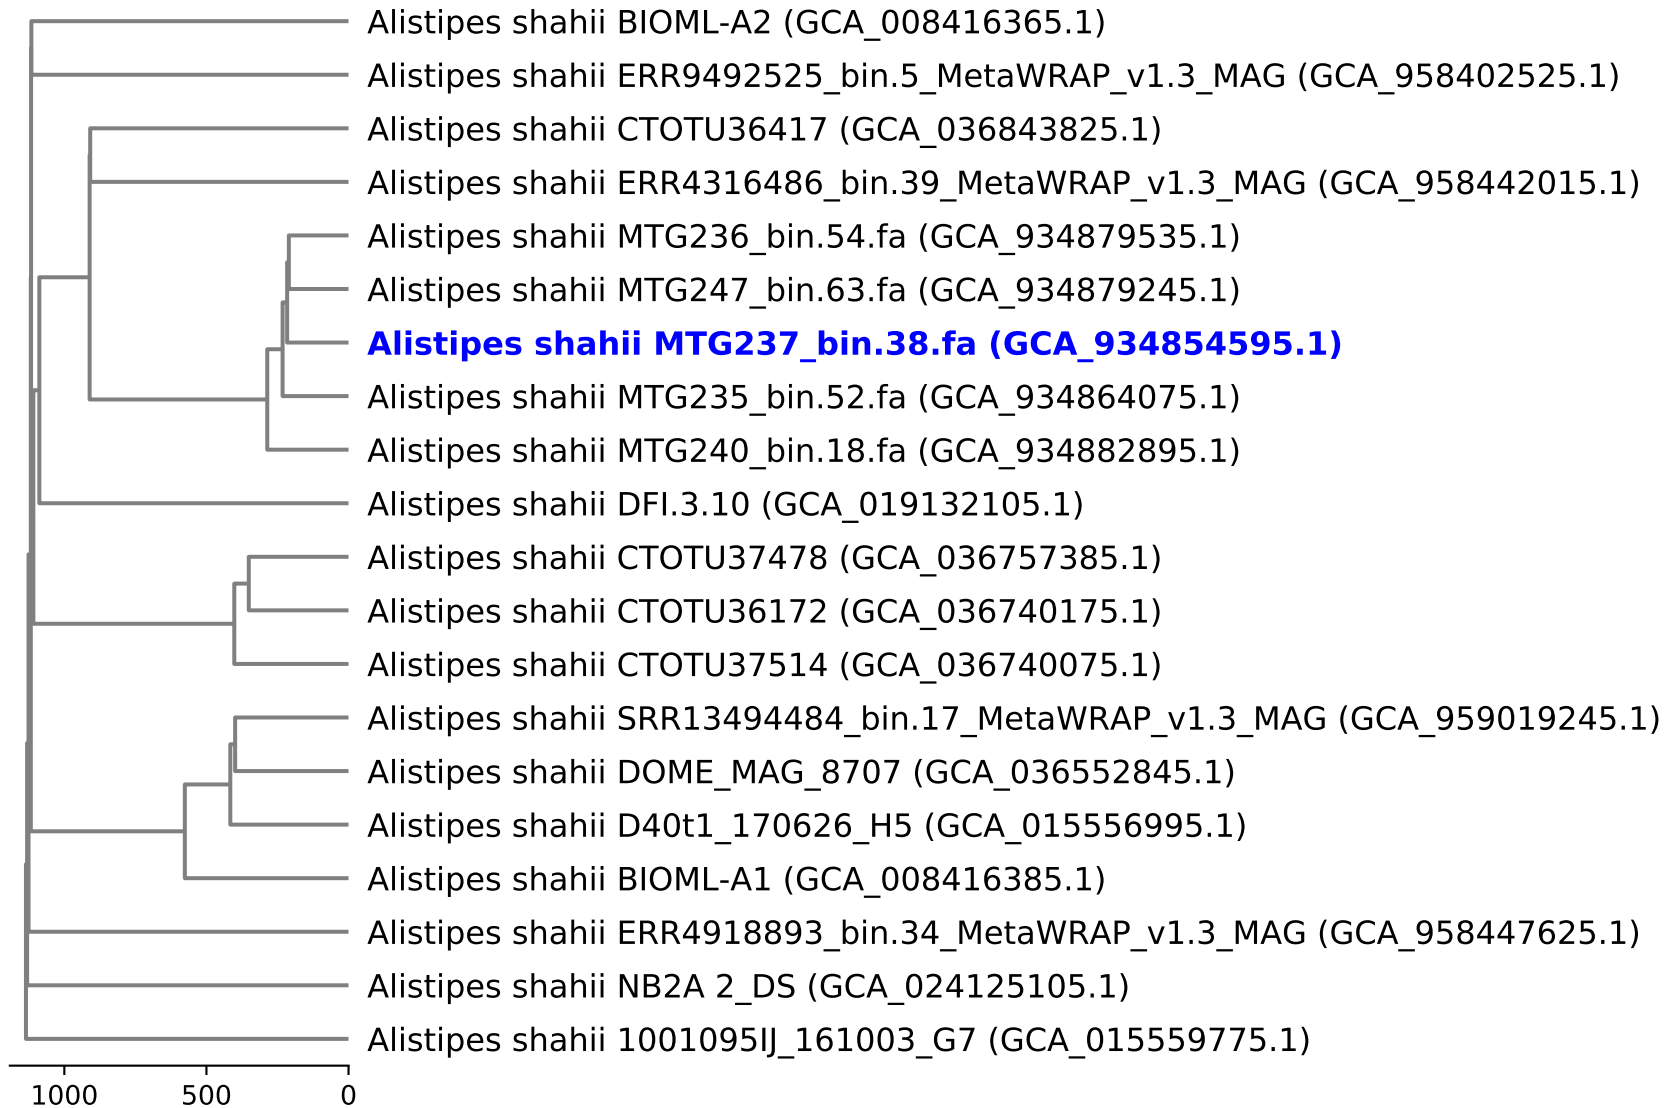 Alistipes shahii BIOML-A2 (GCA_008416365.1)
Alistipes shahii ERR9492525_bin.5_MetaWRAP_v1.3_MAG (GCA_958402525.1)
Alistipes shahii CTOTU36417 (GCA_036843825.1)
Alistipes shahii ERR4316486_bin.39_MetaWRAP_v1.3_MAG (GCA_958442015.1)
Alistipes shahii MTG236_bin.54.fa (GCA_934879535.1)
Alistipes shahii MTG247_bin.63.fa (GCA_934879245.1)
Alistipes shahii MTG237_bin.38.fa (GCA_934854595.1)
Alistipes shahii MTG235_bin.52.fa (GCA_934864075.1)
Alistipes shahii MTG240_bin.18.fa (GCA_934882895.1)
Alistipes shahii DFI.3.10 (GCA_019132105.1)
Alistipes shahii CTOTU37478 (GCA_036757385.1)
Alistipes shahii CTOTU36172 (GCA_036740175.1)
Alistipes shahii CTOTU37514 (GCA_036740075.1)
Alistipes shahii SRR13494484_bin.17_MetaWRAP_v1.3_MAG (GCA_959019245.1)
Alistipes shahii DOME_MAG_8707 (GCA_036552845.1)
Alistipes shahii D40t1_170626_H5 (GCA_015556995.1)
Alistipes shahii BIOML-A1 (GCA_008416385.1)
Alistipes shahii ERR4918893_bin.34_MetaWRAP_v1.3_MAG (GCA_958447625.1)
Alistipes shahii NB2A 2_DS (GCA_024125105.1)
Alistipes shahii 1001095IJ_161003_G7 (GCA_015559775.1)
1000 500 0